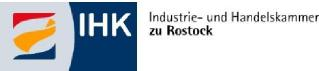 IHK
Industrie- und Handelskammer
zu Rostock